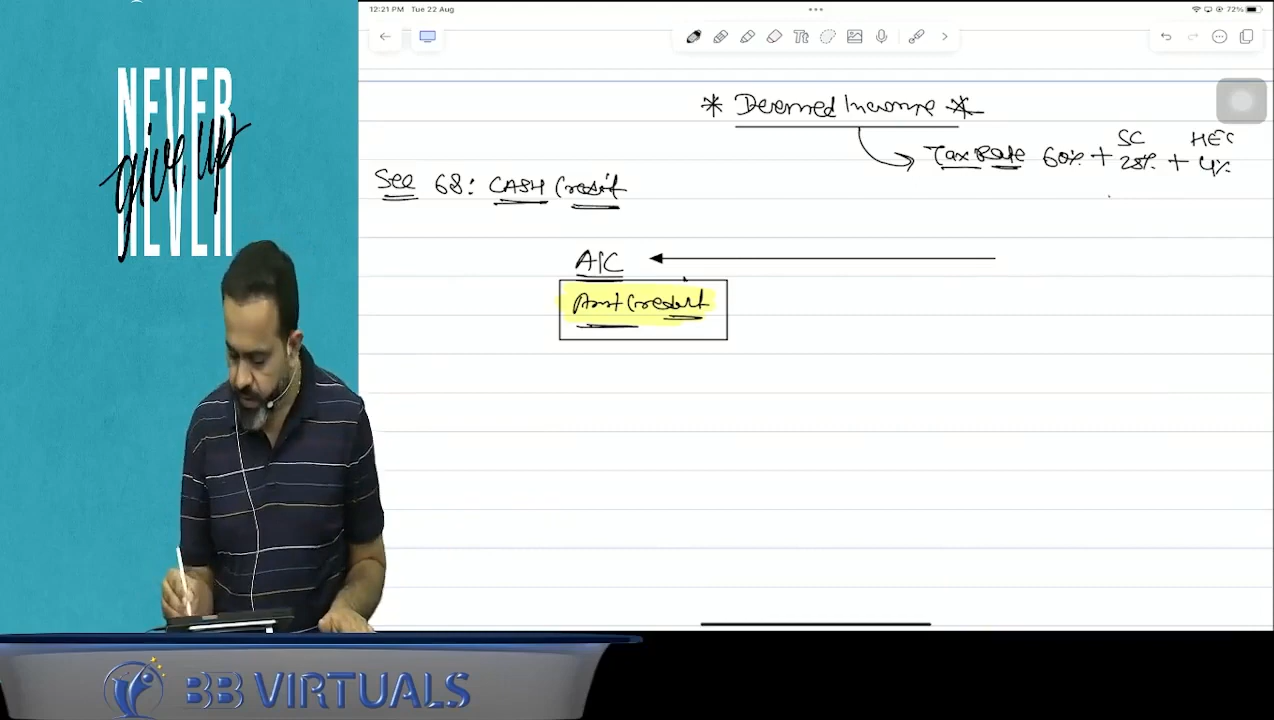 12:21 PM Tue 22 Aug
72%
NEVER
give up
NEVER
* Deemed Income *
SC HEC
Tax Rate 60% + 25% + 4%
Sec 68: CASH Credit
A/C
Amt Credit
BB VIRTUALS